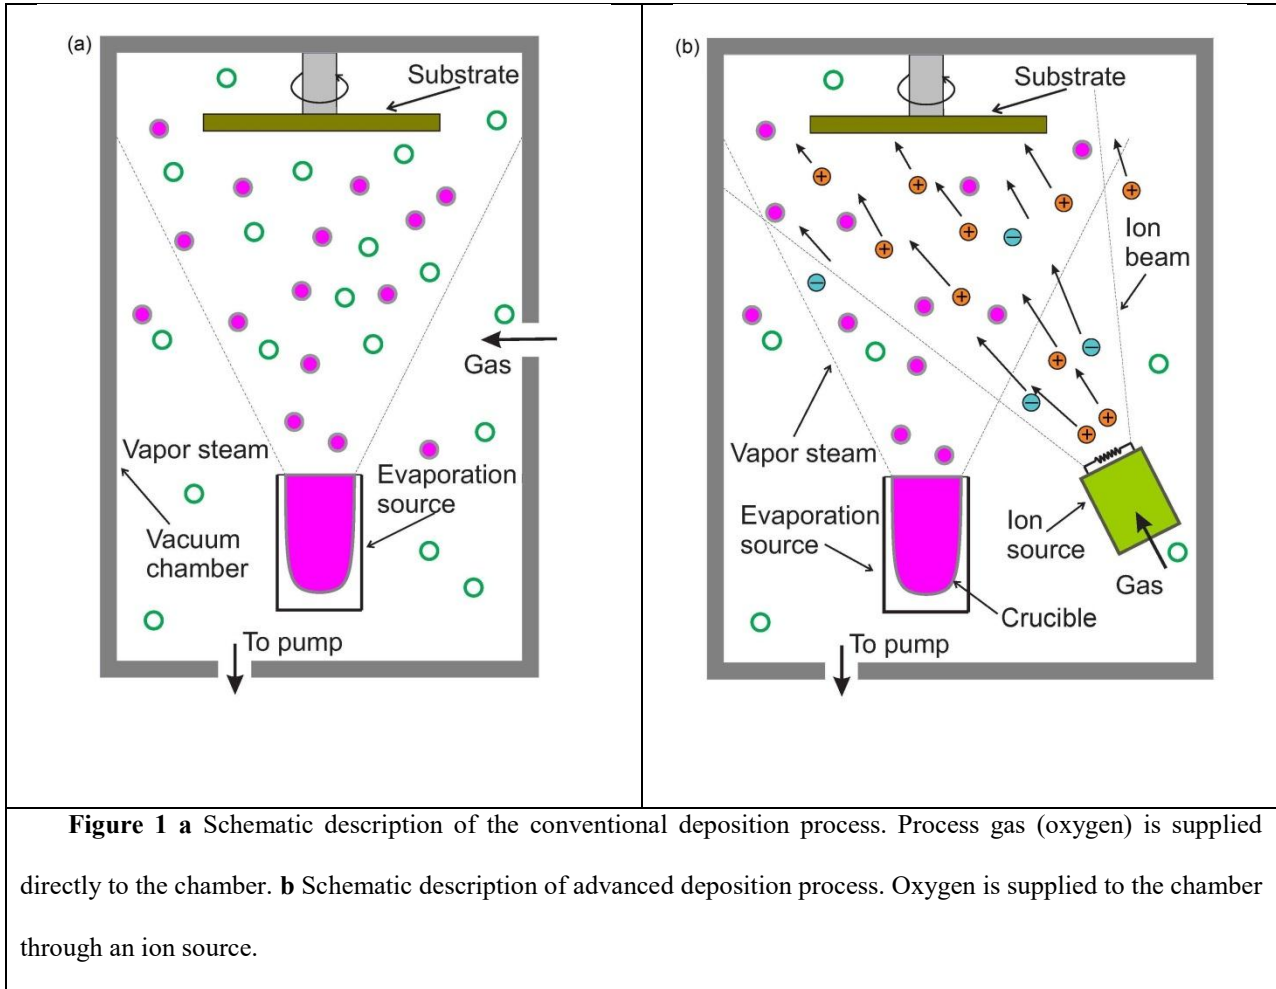 (a)
Substrate
Gas
Vapor steam
Evaporation
source
Vacuum
chamber
To pump
(b)
Substrate
Ion
beam
Vapor steam
Evaporation
source
Ion
source
Gas
Crucible
To pump
Figure 1 a Schematic description of the conventional deposition process. Process gas (oxygen) is supplied
directly to the chamber. b Schematic description of advanced deposition process. Oxygen is supplied to the chamber
through an ion source.